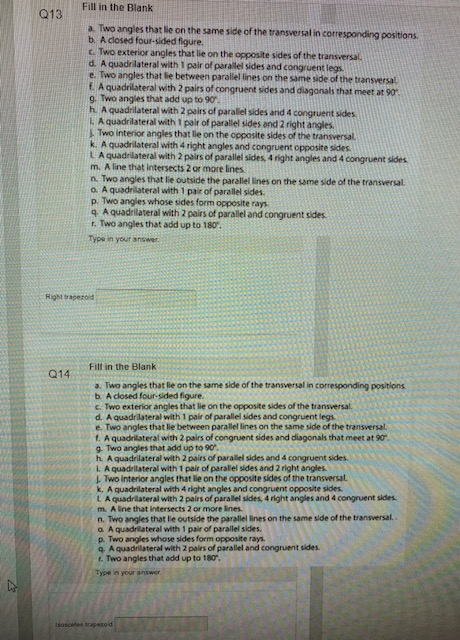 Q13
Fill in the Blank
a. Two angles that lie on the same side of the transversal in corresponding positions.
b. A closed four-sided figure.
c. Two exterior angles that lie on the opposite sides of the transversal.
d. A quadrilateral with 1 pair of parallel sides and congruent legs.
e. Two angles that lie between parallel lines on the same side of the transversal.
f. A quadrilateral with 2 pairs of congruent sides and diagonals that meet at 90°.
g. Two angles that add up to 90°.
h. A quadrilateral with 2 pairs of parallel sides and 4 congruent sides.
i. A quadrilateral with 1 pair of parallel sides and 2 right angles.
j. Two interior angles that lie on the opposite sides of the transversal.
k. A quadrilateral with 4 right angles and congruent opposite sides.
l. A quadrilateral with 2 pairs of parallel sides, 4 right angles and 4 congruent sides.
m. A line that intersects 2 or more lines.
n. Two angles that lie outside the parallel lines on the same side of the transversal.
o. A quadrilateral with 1 pair of parallel sides.
p. Two angles whose sides form opposite rays.
q. A quadrilateral with 2 pairs of parallel and congruent sides.
r. Two angles that add up to 180°.
Type in your answer.
Right trapezoid
Q14
Fill in the Blank
a. Two angles that lie on the same side of the transversal in corresponding positions.
b. A closed four-sided figure.
c. Two exterior angles that lie on the opposite sides of the transversal.
d. A quadrilateral with 1 pair of parallel sides and congruent legs.
e. Two angles that lie between parallel lines on the same side of the transversal.
f. A quadrilateral with 2 pairs of congruent sides and diagonals that meet at 90°.
g. Two angles that add up to 90°.
h. A quadrilateral with 2 pairs of parallel sides and 4 congruent sides.
i. A quadrilateral with 1 pair of parallel sides and 2 right angles.
j. Two interior angles that lie on the opposite sides of the transversal.
k. A quadrilateral with 4 right angles and congruent opposite sides.
l. A quadrilateral with 2 pairs of parallel sides, 4 right angles and 4 congruent sides.
m. A line that intersects 2 or more lines.
n. Two angles that lie outside the parallel lines on the same side of the transversal.
o. A quadrilateral with 1 pair of parallel sides.
p. Two angles whose sides form opposite rays.
q. A quadrilateral with 2 pairs of parallel and congruent sides.
r. Two angles that add up to 180°.
Type in your answer.
Isosceles trapezoid